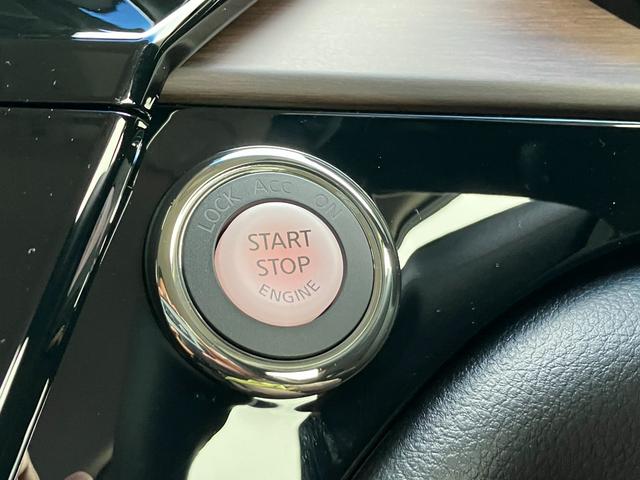 LOCK Acc ON
START
STOP
ENGINE